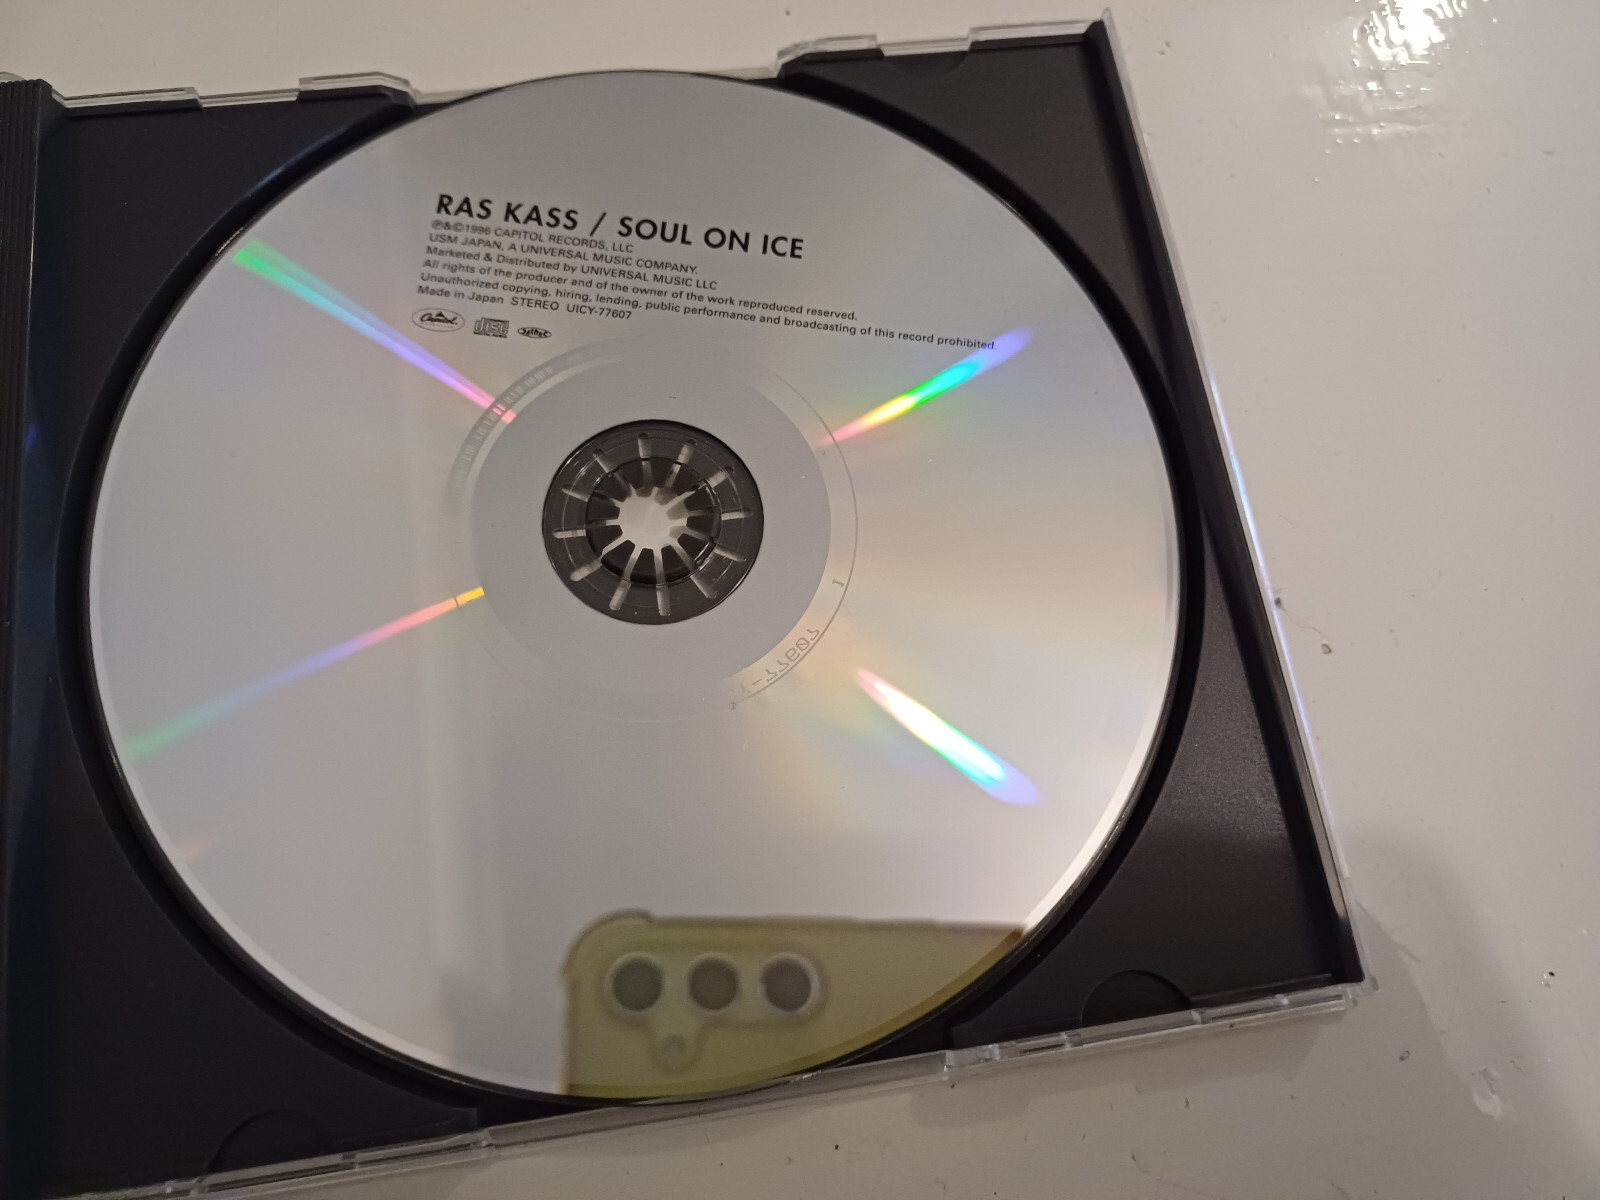 RAS KASS / SOUL ON ICE
℗&©1996 CAPITOL RECORDS, LLC
USM JAPAN, A UNIVERSAL MUSIC COMPANY.
Marketed & Distributed by UNIVERSAL MUSIC LLC
All rights of the producer and of the owner of the work reproduced reserved.
Unauthorized copying, hiring, lending, public performance and broadcasting of this record prohibited.
Made in Japan STEREO UICY-77607
Capitol disc